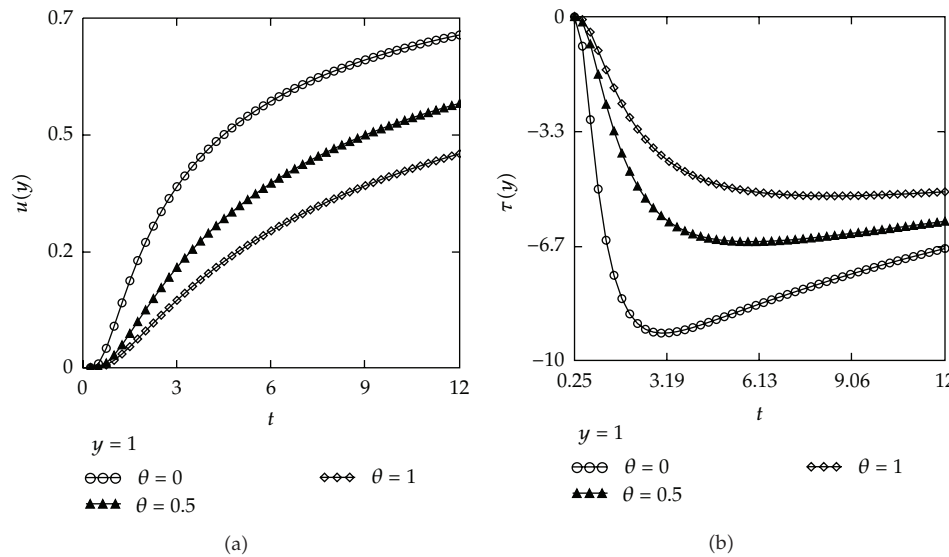 0.7
0.5
0.2
0
u(y)
0 3 6 9 12
t
y = 1
θ = 0
θ = 1
θ = 0.5
(a)
0
−3.3
−6.7
−10
τ(y)
0.25 3.19 6.13 9.06 12
t
y = 1
θ = 0
θ = 1
θ = 0.5
(b)